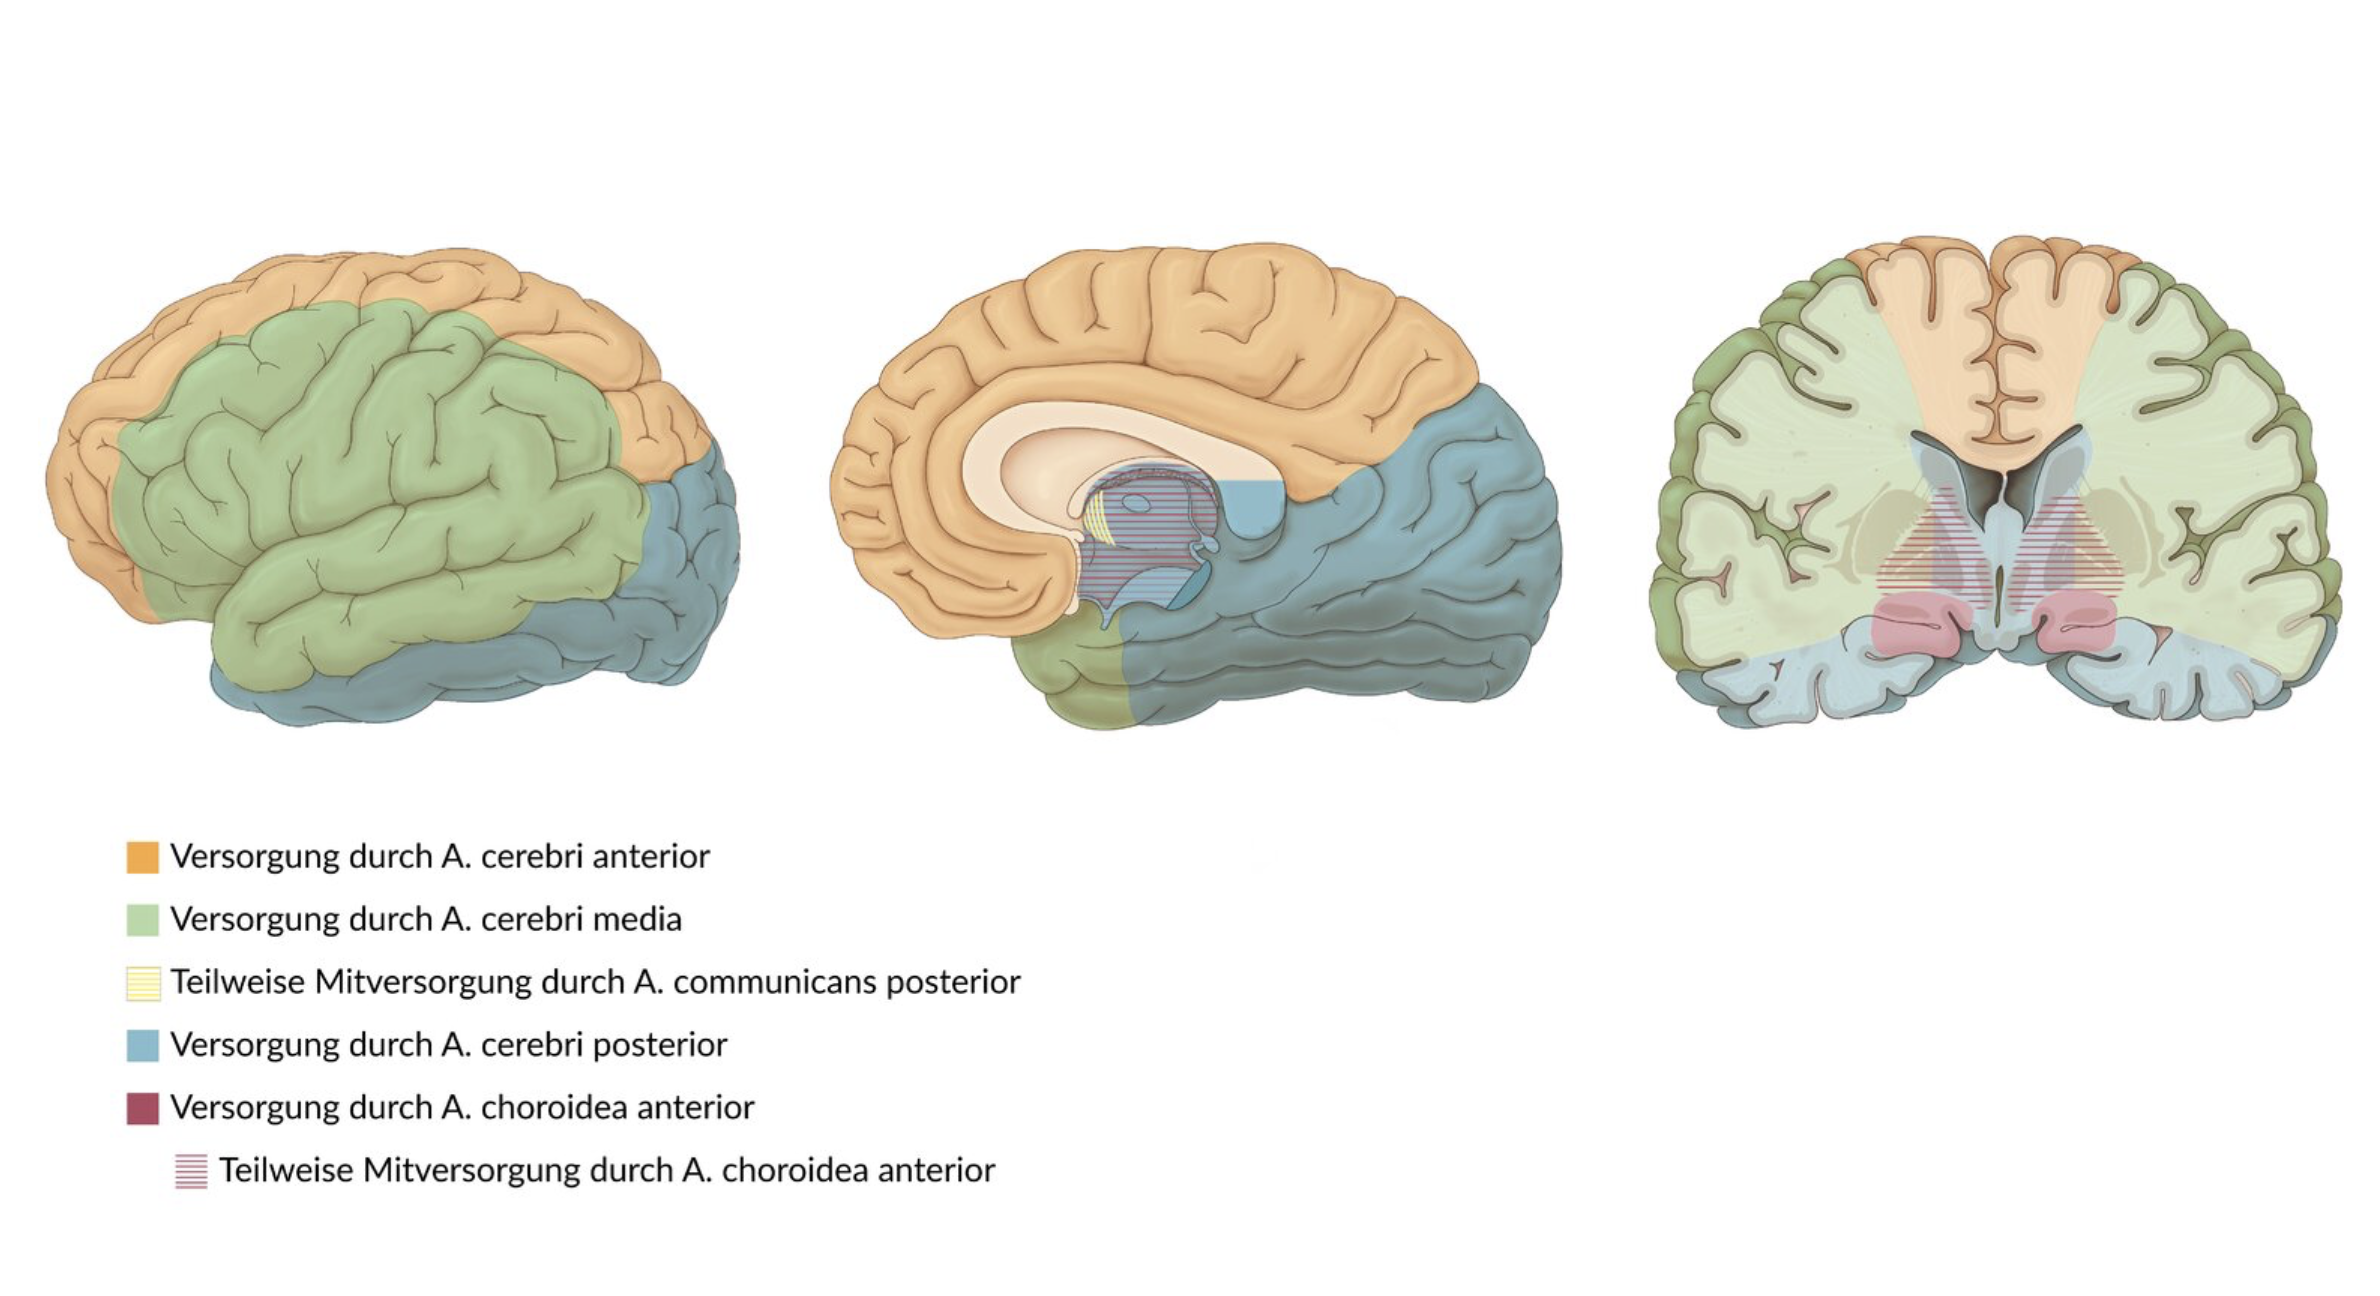 Versorgung durch A. cerebri anterior
Versorgung durch A. cerebri media
Teilweise Mitversorgung durch A. communicans posterior
Versorgung durch A. cerebri posterior
Versorgung durch A. choroidea anterior
Teilweise Mitversorgung durch A. choroidea anterior